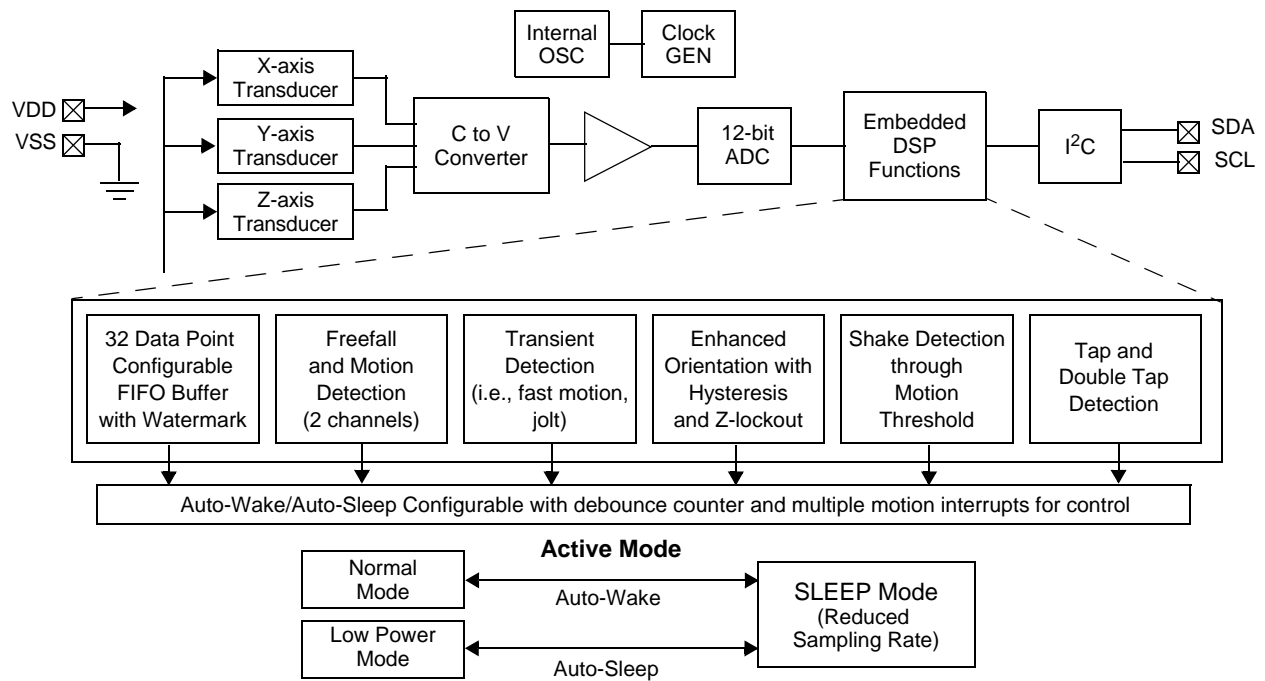 Internal
OSC
Clock
GEN
X-axis
Transducer
VDD
VSS
Y-axis
Transducer
Z-axis
Transducer
C to V
Converter
12-bit
ADC
Embedded
DSP
Functions
I²C
SDA
SCL
32 Data Point
Configurable
FIFO Buffer
with Watermark
Freefall
and Motion
Detection
(2 channels)
Transient
Detection
(i.e., fast motion,
jolt)
Enhanced
Orientation with
Hysteresis
and Z-lockout
Shake Detection
through
Motion
Threshold
Tap and
Double Tap
Detection
Auto-Wake/Auto-Sleep Configurable with debounce counter and multiple motion interrupts for control
Active Mode
Normal
Mode
Auto-Wake
Low Power
Mode
Auto-Sleep
SLEEP Mode
(Reduced
Sampling Rate)